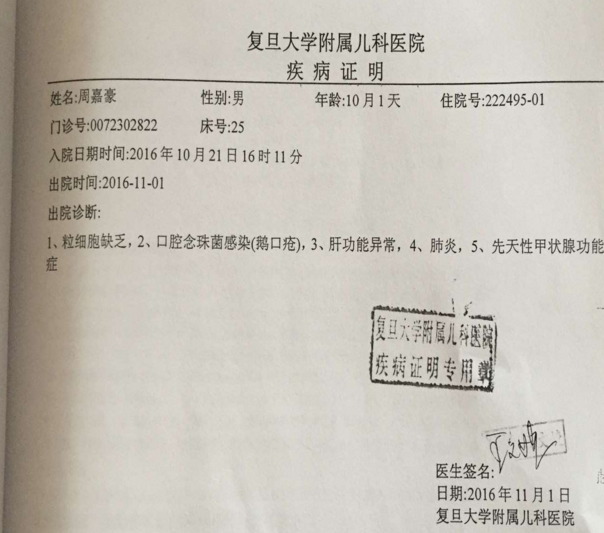 复旦大学附属儿科医院
疾病证明
姓名:周嘉豪 性别:男 年龄:10月1天 住院号:222495-01
门诊号:0072302822 床号:25
入院日期时间:2016年10月21日16时11分
出院时间:2016-11-01
出院诊断:
1、粒细胞缺乏，2、口腔念珠菌感染(鹅口疮)，3、肝功能异常，4、肺炎，5、先天性甲状腺功能
症
复旦大学附属儿科医院
疾病证明专用章
医生签名:
日期:2016年11月1日
复旦大学附属儿科医院